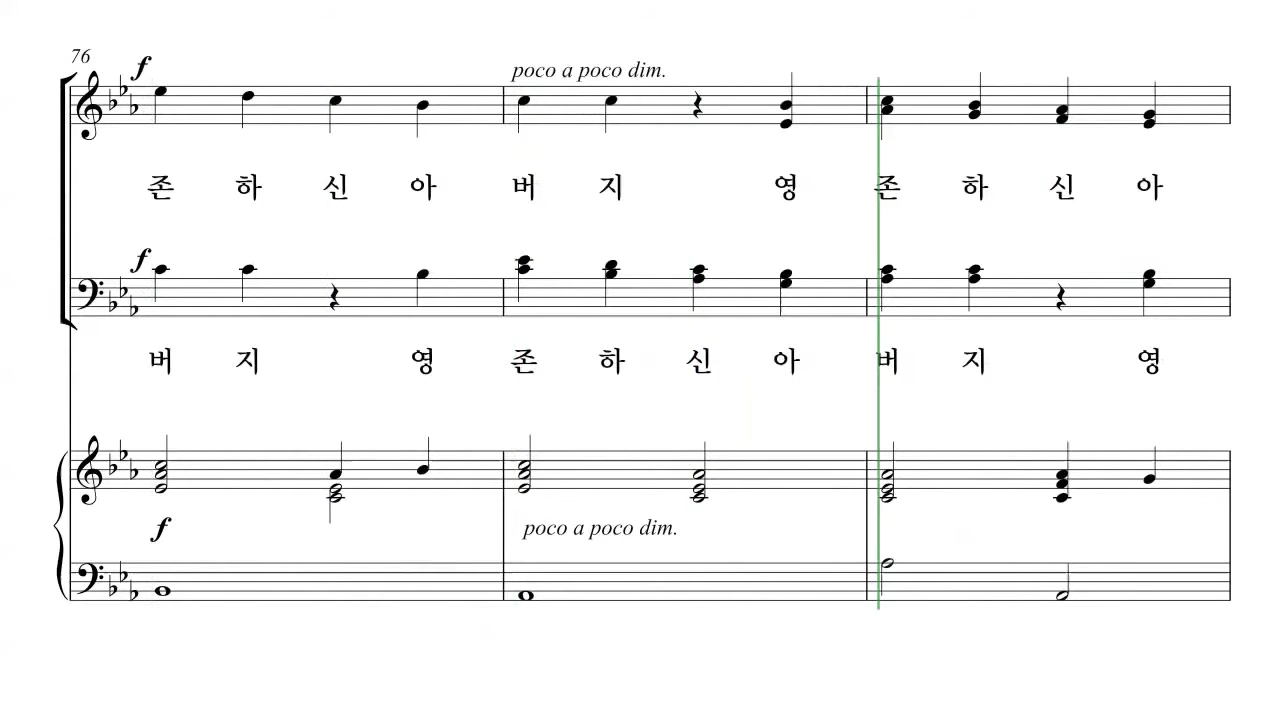 76
f
poco a poco dim.
존 하 신 아 버 지 영 존 하 신 아
f
버 지 영 존 하 신 아 버 지 영
f poco a poco dim.